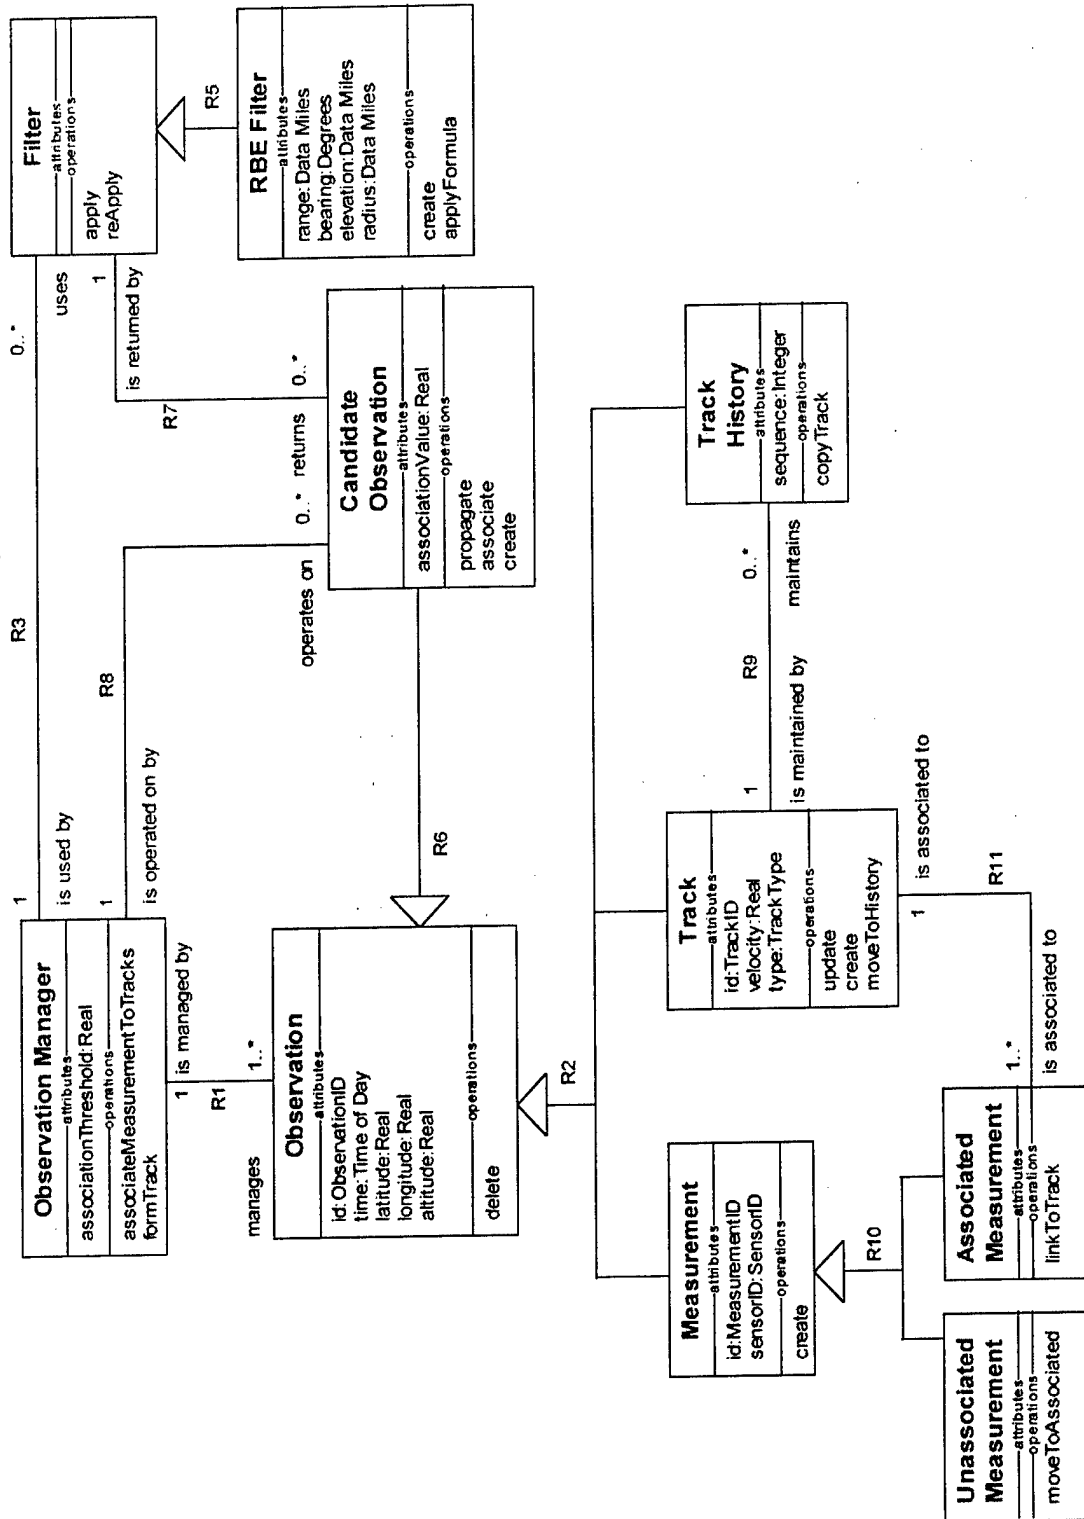 Observation Manager
attributes
associationThreshold:Real
operations
associateMeasurementToTracks
formTrack
1
is used by
R3
0..*
uses
Filter
attributes
operations
apply
reApply
1
is operated on by
R8
operates on
0..*
returns
0..*
R7
is returned by
1
R5
RBE Filter
attributes
range:Data Miles
bearing:Degrees
elevation:Data Miles
radius:Data Miles
operations
create
applyFormula
1 is managed by
R1
manages
1..*
Observation
attributes
id:ObservationID
time:Time of Day
latitude:Real
longitude:Real
altitude:Real
operations
delete
R6
Candidate
Observation
attributes
associationValue:Real
operations
propagate
associate
create
R2
Measurement
attributes
id:MeasurementID
sensorID:SensorID
operations
create
Track
attributes
id:TrackID
velocity:Real
type:TrackType
operations
update
create
moveToHistory
1
R9
0..*
is maintained by
maintains
Track
History
attributes
sequence:Integer
operations
copyTrack
R10
1
is associated to
R11
1..*
is associated to
Unassociated
Measurement
attributes
operations
moveToAssociated
Associated
Measurement
attributes
operations
linkToTrack